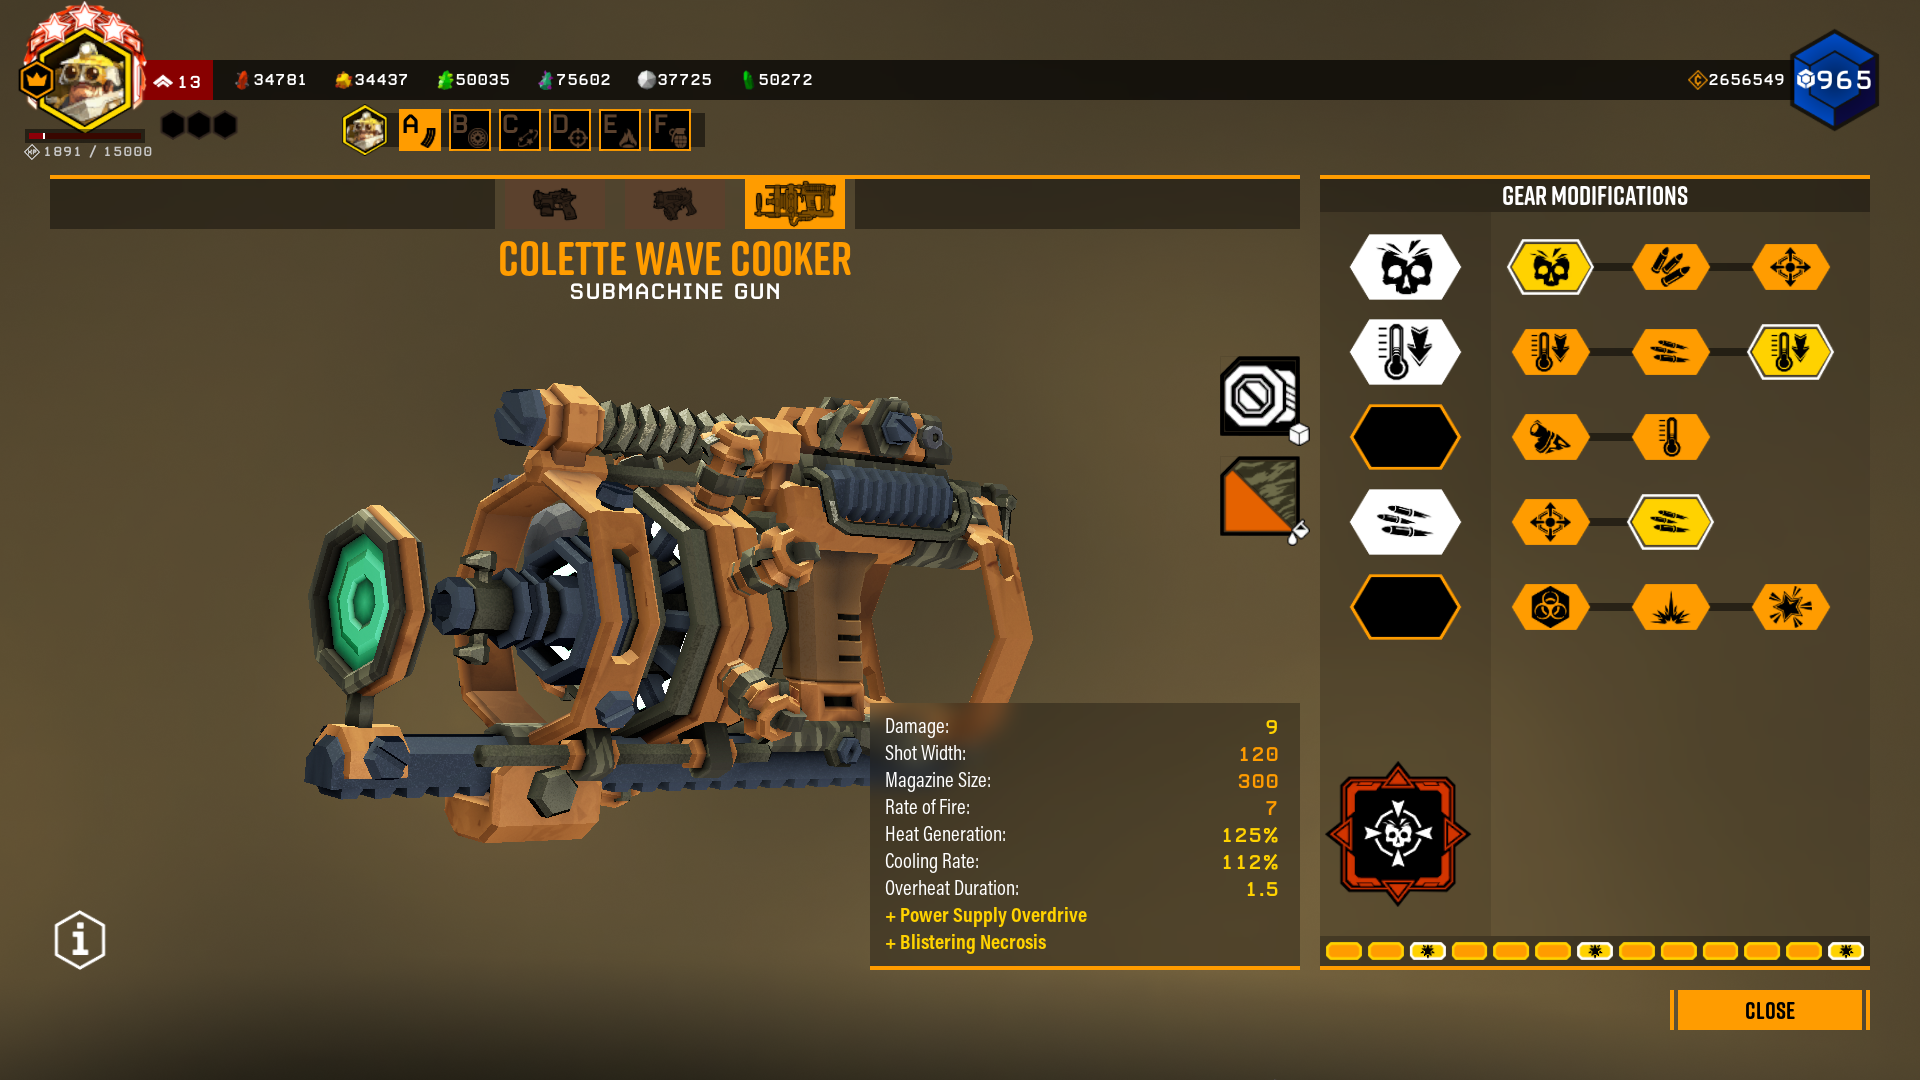 13
34781
34437
50035
75602
37725
50272
2656549
965
1891 / 15000
A
B
C
D
E
F
COLETTE WAVE COOKER
SUBMACHINE GUN
GEAR MODIFICATIONS
Damage: 9
Shot Width: 120
Magazine Size: 300
Rate of Fire: 7
Heat Generation: 125%
Cooling Rate: 112%
Overheat Duration: 1.5
+ Power Supply Overdrive
+ Blistering Necrosis
CLOSE